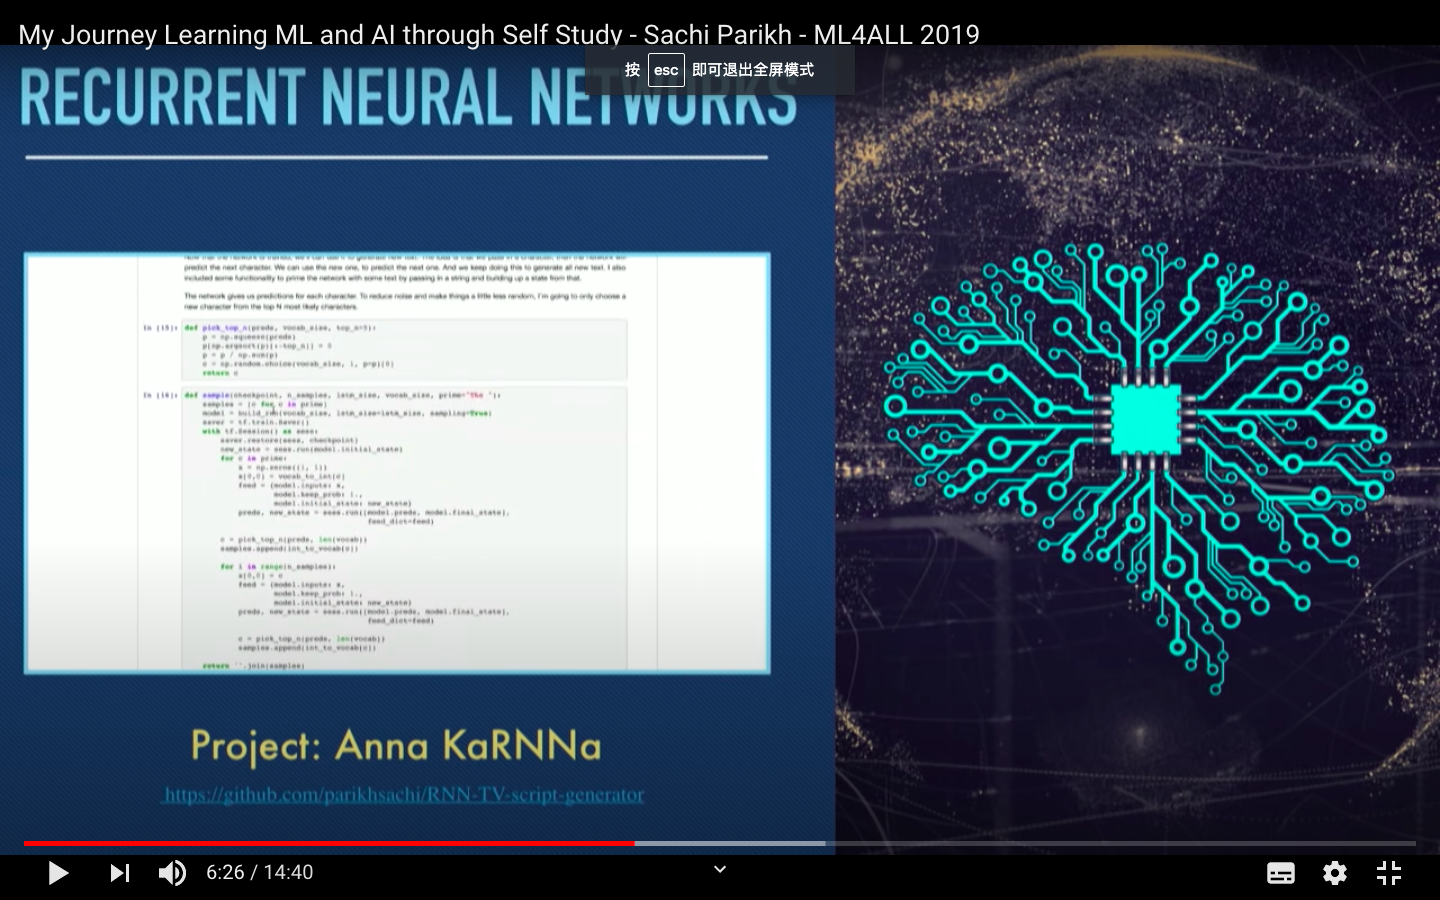 My Journey Learning ML and AI through Self Study - Sachi Parikh - ML4ALL 2019
按 esc 即可退出全屏模式
RECURRENT NEURAL NETWORKS
predict the next character. We can use the new one, to predict the next one. And we keep doing this to generate all new text. I also
included some functionality to prime the network with some text by passing in a string and building up a state from that.
The network gives us predictions for each character. To reduce noise and make things a little less random, I'm going to only choose a
new character from the top N most likely characters.
In [15]: def pick_top_n(preds, vocab_size, top_n=5):
p = np.squeeze(preds)
p[np.argsort(p)[:-top_n]] = 0
p = p / np.sum(p)
c = np.random.choice(vocab_size, 1, p=p)[0]
return c
In [16]: def sample(checkpoint, n_samples, lstm_size, vocab_size, prime="The "):
samples = [c for c in prime]
model = build_rnn(vocab_size, lstm_size=lstm_size, sampling=True)
saver = tf.train.Saver()
with tf.Session() as sess:
saver.restore(sess, checkpoint)
new_state = sess.run(model.initial_state)
for c in prime:
x = np.zeros((1, 1))
x[0,0] = vocab_to_int[c]
feed = {model.inputs: x,
model.keep_prob: 1.,
model.initial_state: new_state}
preds, new_state = sess.run([model.preds, model.final_state],
feed_dict=feed)
c = pick_top_n(preds, len(vocab))
samples.append(int_to_vocab[c])
for i in range(n_samples):
x[0,0] = c
feed = {model.inputs: x,
model.keep_prob: 1.,
model.initial_state: new_state}
preds, new_state = sess.run([model.preds, model.final_state],
feed_dict=feed)
c = pick_top_n(preds, len(vocab))
samples.append(int_to_vocab[c])
return ''.join(samples)
Project: Anna KaRNNa
https://github.com/parikhsachi/RNN-TV-script-generator
6:26 / 14:40